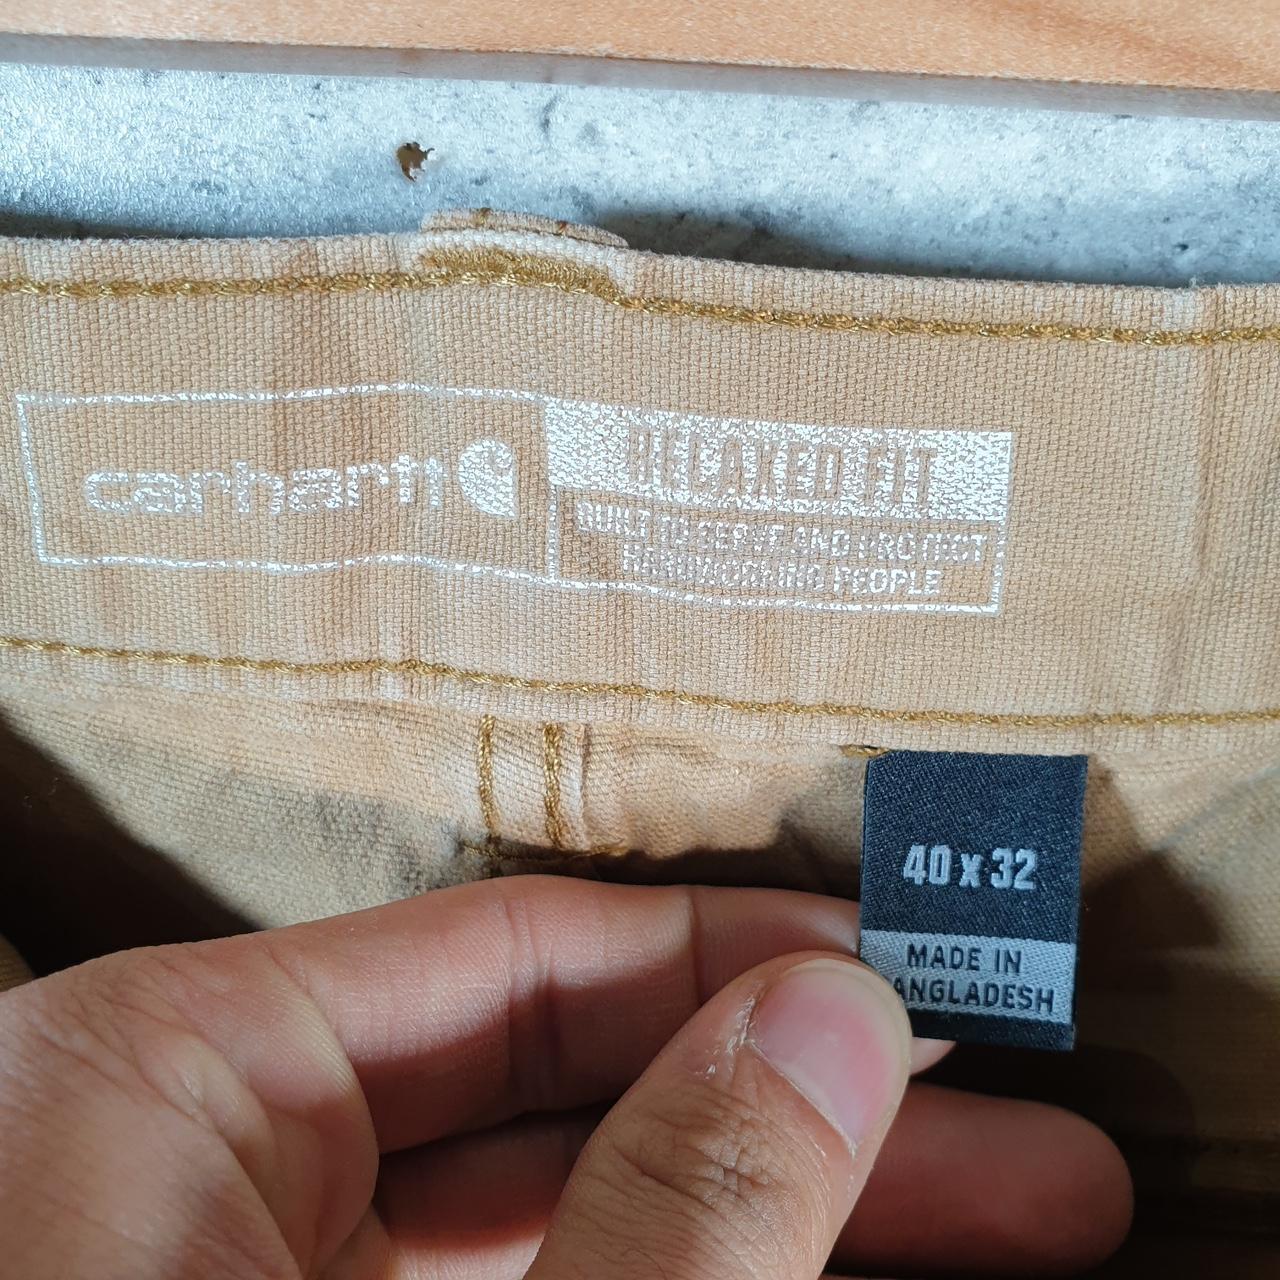 carhartt
RELAXED FIT
BUILT TO SERVE AND PROTECT
HARDWORKING PEOPLE
40 x 32
MADE IN
ANGLADESH